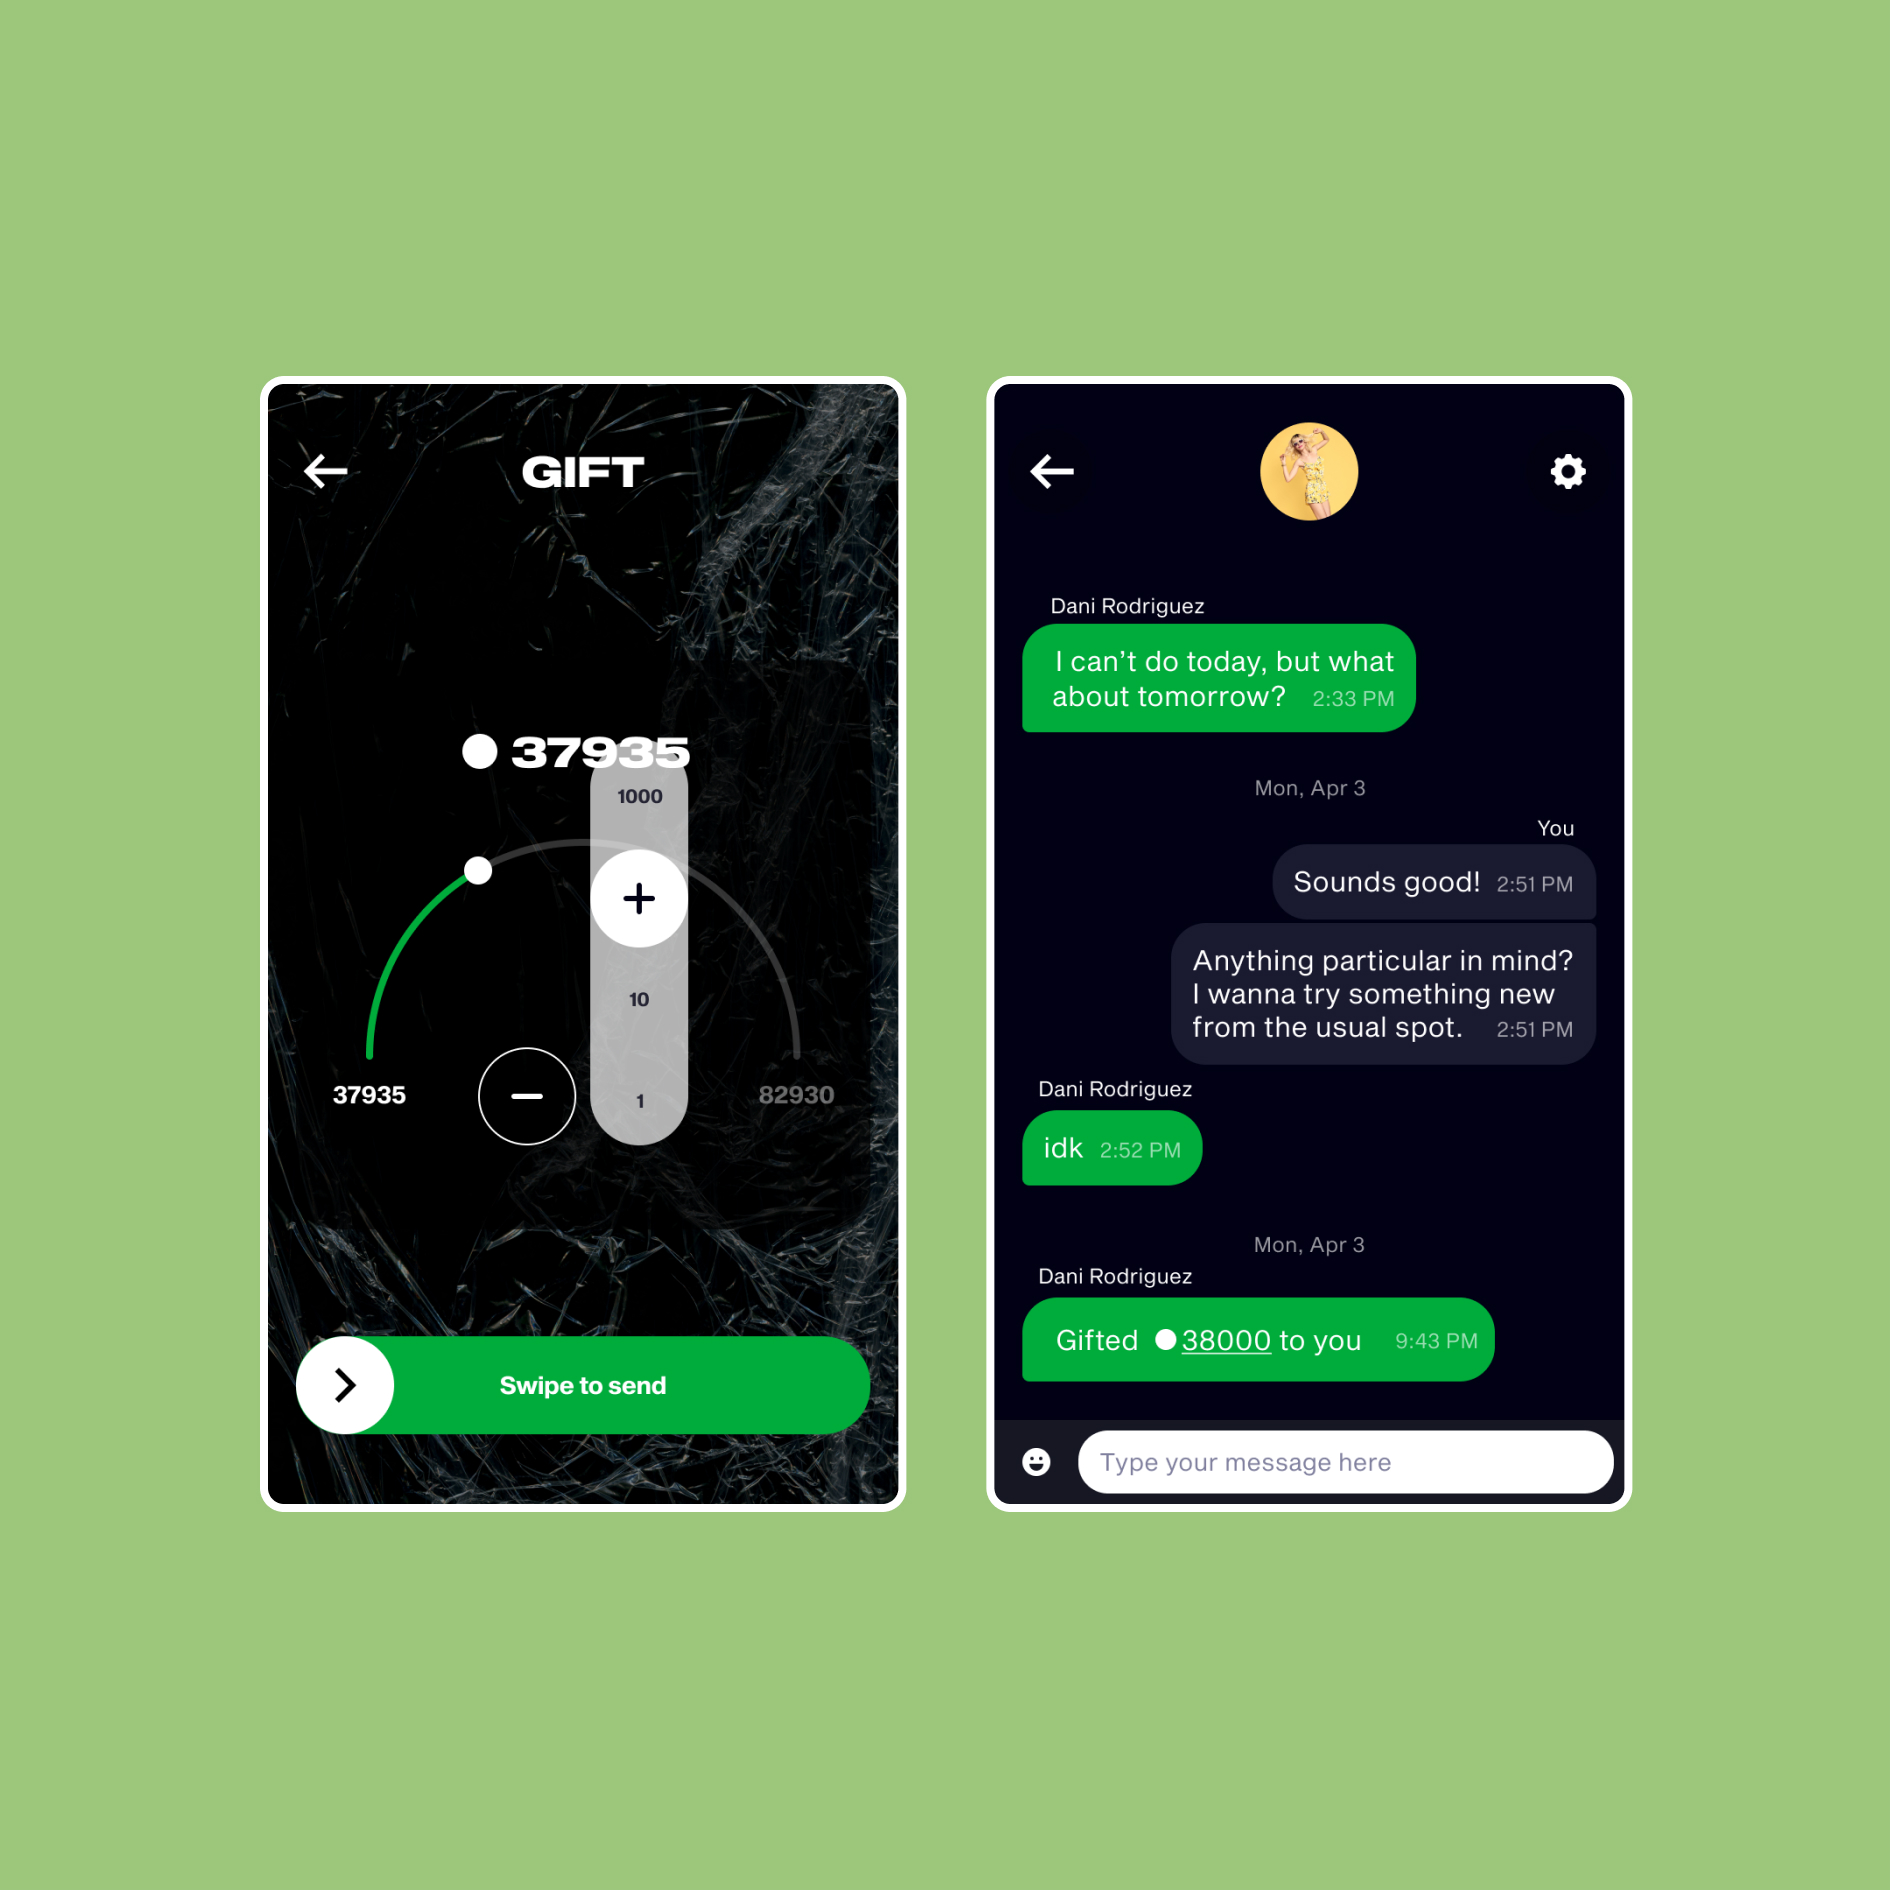 GIFT
37935
1000
10
1
37935
82930
Swipe to send
Dani Rodriguez
I can’t do today, but what
about tomorrow? 2:33 PM
Mon, Apr 3
You
Sounds good! 2:51 PM
Anything particular in mind?
I wanna try something new
from the usual spot. 2:51 PM
Dani Rodriguez
idk 2:52 PM
Mon, Apr 3
Dani Rodriguez
Gifted 38000 to you 9:43 PM
Type your message here